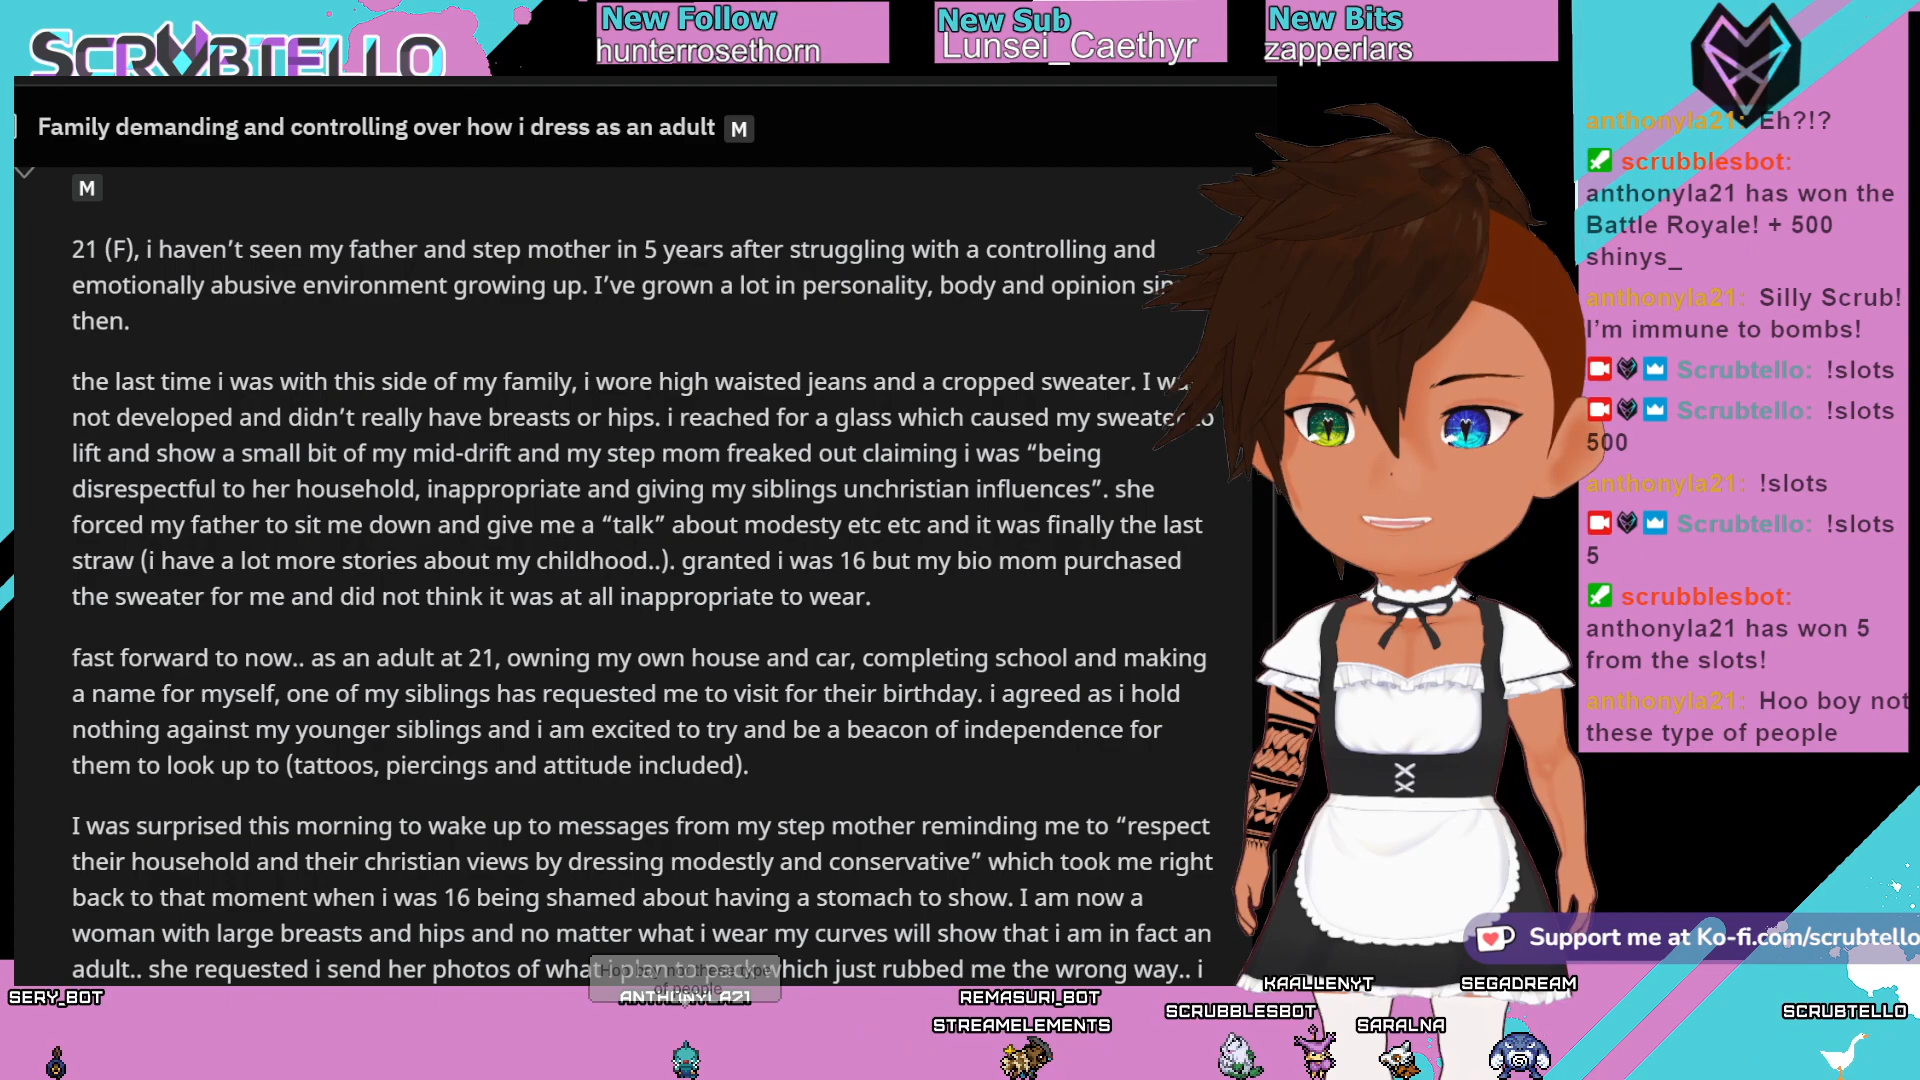 SCRUBTELLO
New Follow
hunterrosethorn
New Sub
Lunsei_Caethyr
New Bits
zapperlars
Family demanding and controlling over how i dress as an adult M
M
21 (F), i haven't seen my father and step mother in 5 years after struggling with a controlling and
emotionally abusive environment growing up. I've grown a lot in personality, body and opinion
then.
the last time i was with this side of my family, i wore high waisted jeans and a cropped sweater. I
not developed and didn't really have breasts or hips. i reached for a glass which caused my sweater to
lift and show a small bit of my mid-drift and my step mom freaked out claiming i was “being
disrespectful to her household, inappropriate and giving my siblings unchristian influences”. she
forced my father to sit me down and give me a “talk” about modesty etc etc and it was finally the last
straw (i have a lot more stories about my childhood..). granted i was 16 but my bio mom purchased
the sweater for me and did not think it was at all inappropriate to wear.
fast forward to now.. as an adult at 21, owning my own house and car, completing school and making
a name for myself, one of my siblings has requested me to visit for their birthday. i agreed as i hold
nothing against my younger siblings and i am excited to try and be a beacon of independence for
them to look up to (tattoos, piercings and attitude included).
I was surprised this morning to wake up to messages from my step mother reminding me to “respect
their household and their christian views by dressing modestly and conservative” which took me right
back to that moment when i was 16 being shamed about having a stomach to show. I am now a
woman with large breasts and hips and no matter what i wear my curves will show that i am in fact an
adult.. she requested i send her photos of what i plan to pack which just rubbed me the wrong way.. i
Hoo boy not these type
of people
anthonyla21: Eh?!?
scrubblesbot:
anthonyla21 has won the
Battle Royale! + 500
shinys_
anthonyla21: Silly Scrub!
I'm immune to bombs!
Scrubtello: !slots
Scrubtello: !slots
500
anthonyla21: !slots
Scrubtello: !slots
5
scrubblesbot:
anthonyla21 has won 5
from the slots!
anthonyla21: Hoo boy not
these type of people
Support me at Ko-fi.com/scrubtello
SERY_BOT
ANTHONYLA21
REMASURI_BOT
STREAMELEMENTS
SCRUBBLESBOT
KAALLENYT
SARALNA
SEGADREAM
SCRUBTELLO